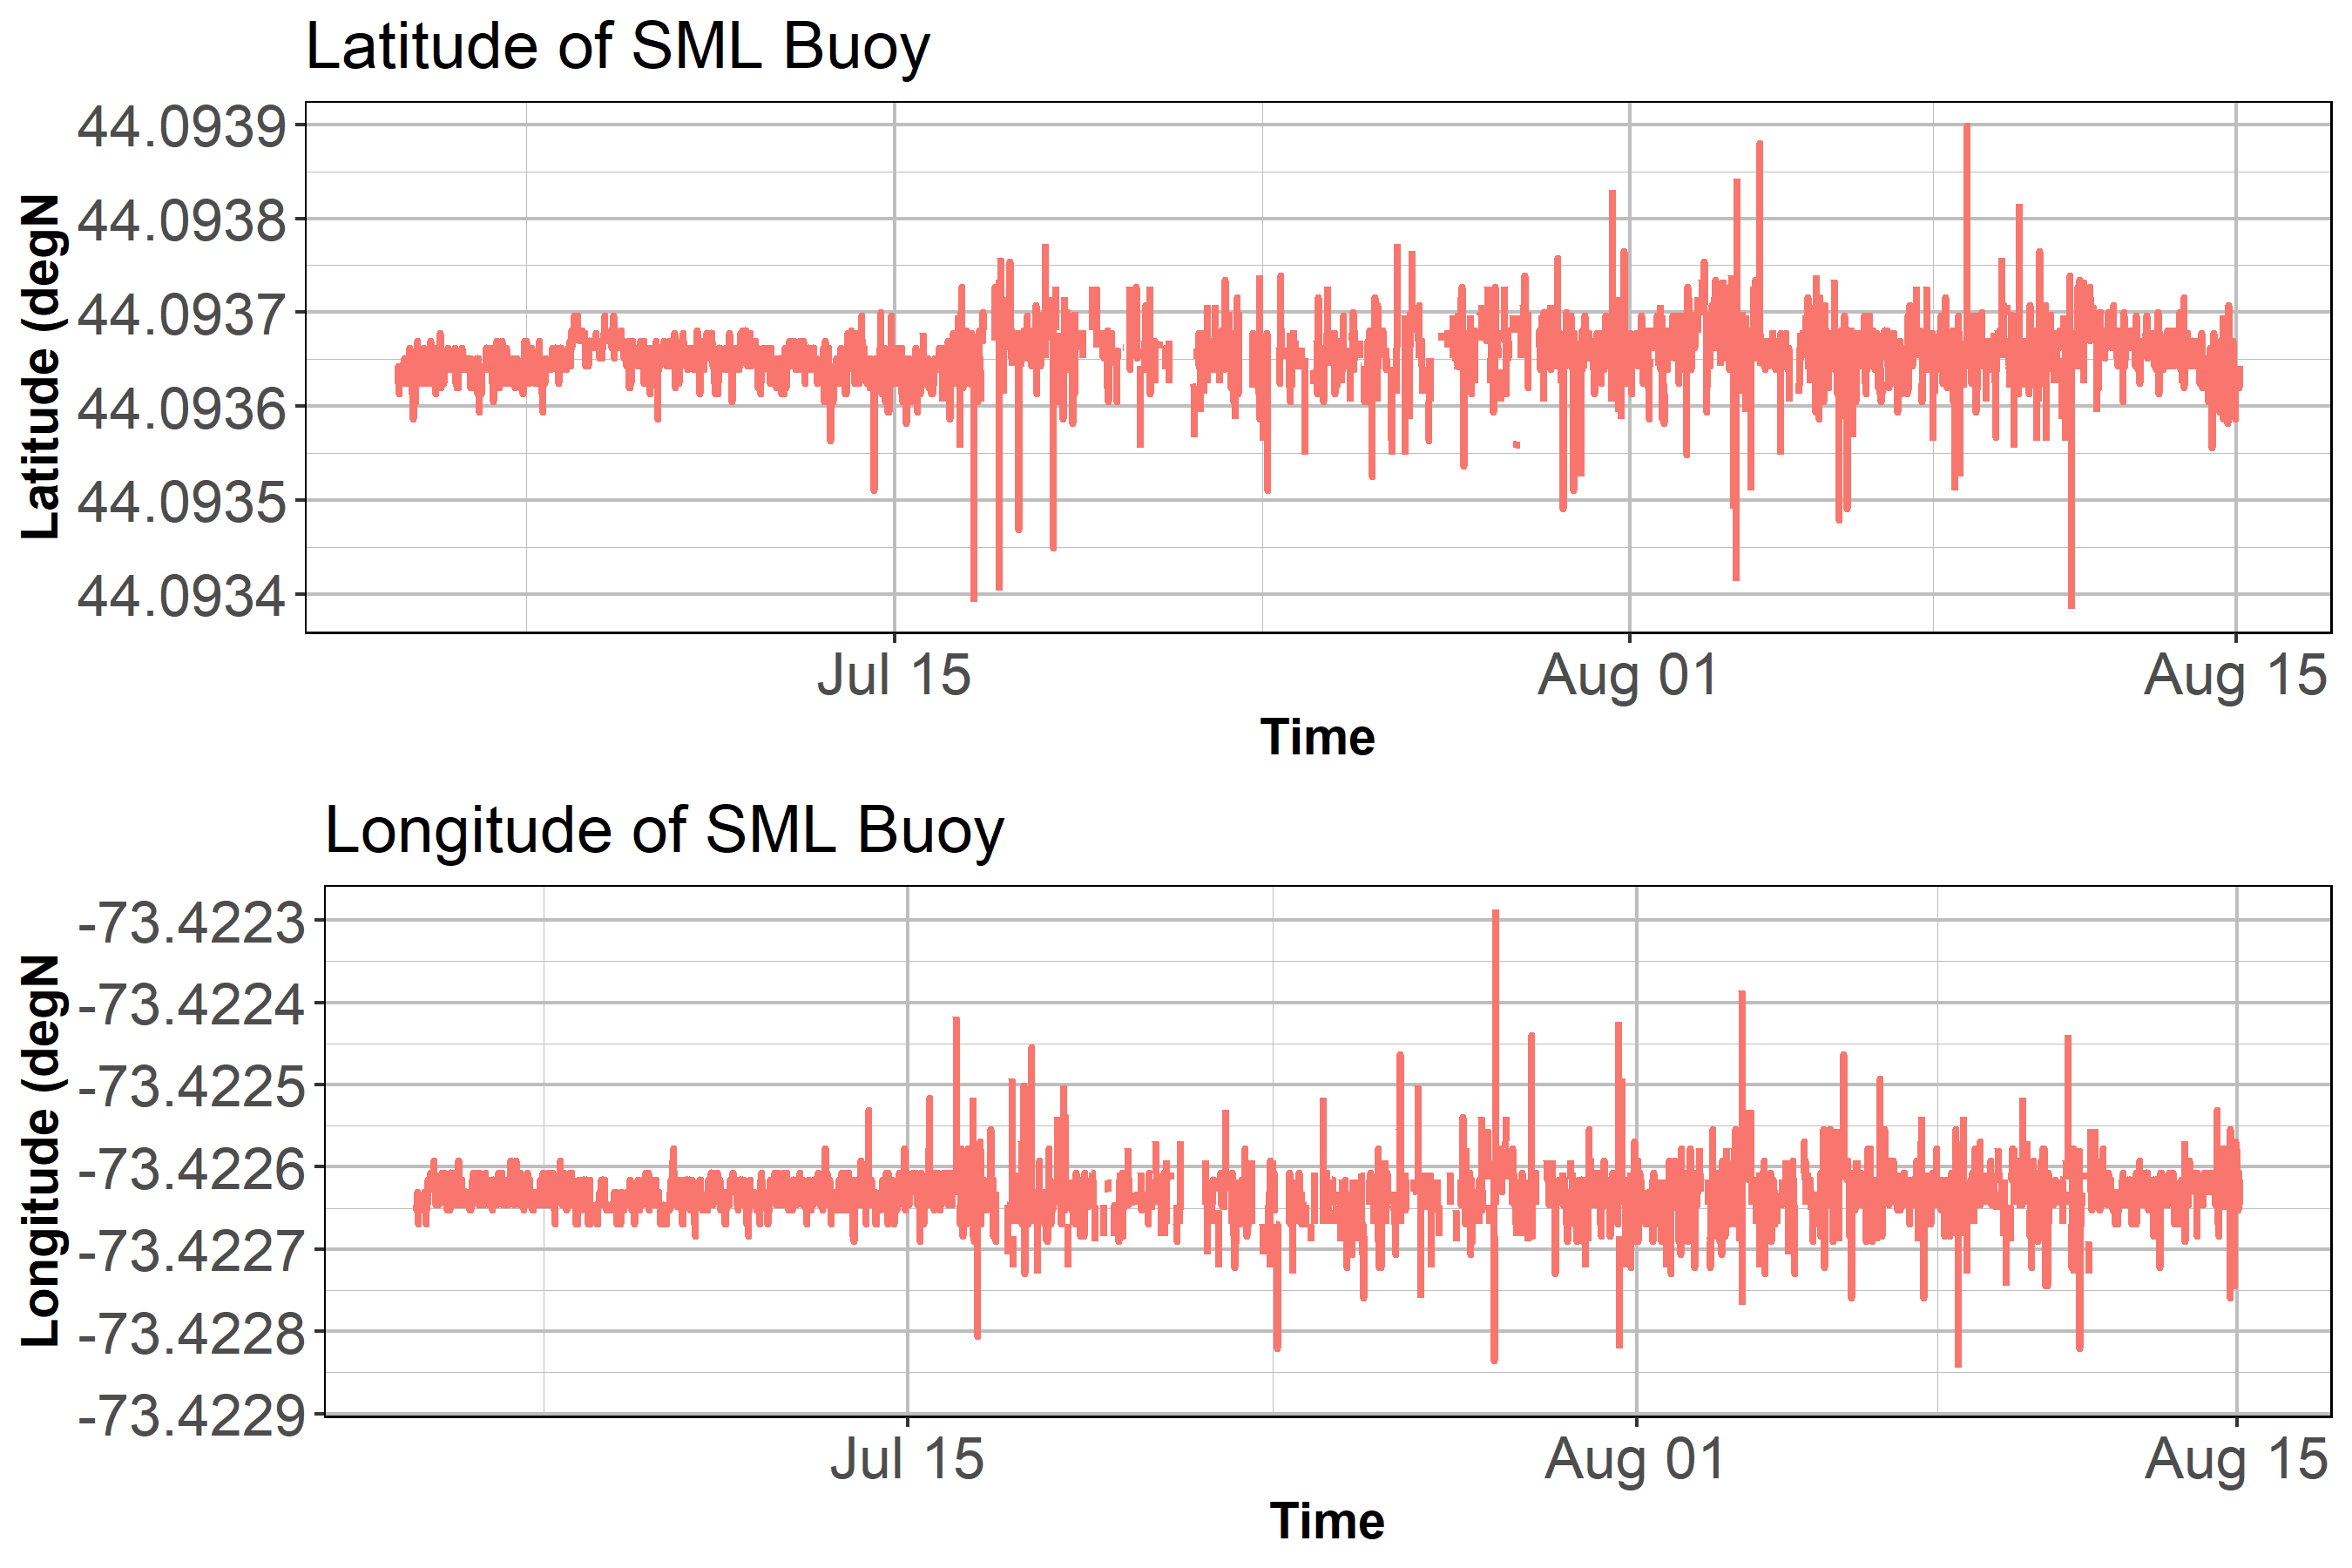 Latitude of SML Buoy
Latitude (degN
44.0939
44.0938
44.0937
44.0936
44.0935
44.0934
Jul 15
Aug 01
Aug 15
Time
Longitude of SML Buoy
Longitude (degN
-73.4223
-73.4224
-73.4225
-73.4226
-73.4227
-73.4228
-73.4229
Jul 15
Aug 01
Aug 15
Time